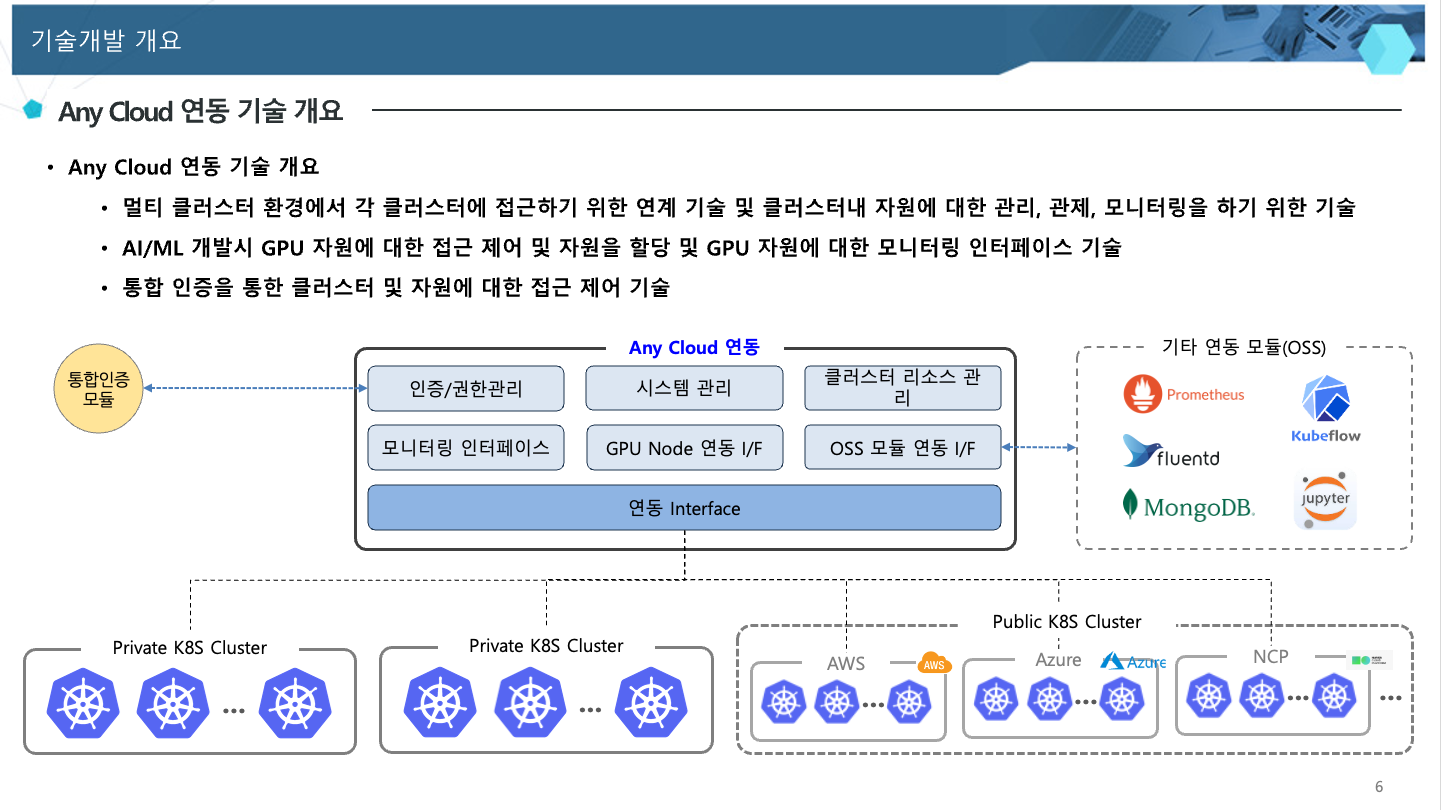 기술개발 개요
Any Cloud 연동 기술 개요
• Any Cloud 연동 기술 개요
• 멀티 클러스터 환경에서 각 클러스터에 접근하기 위한 연계 기술 및 클러스터내 자원에 대한 관리, 관제, 모니터링을 하기 위한 기술
• AI/ML 개발시 GPU 자원에 대한 접근 제어 및 자원을 할당 및 GPU 자원에 대한 모니터링 인터페이스 기술
• 통합 인증을 통한 클러스터 및 자원에 대한 접근 제어 기술
통합인증
모듈
Any Cloud 연동
인증/권한관리
시스템 관리
클러스터 리소스 관
리
모니터링 인터페이스
GPU Node 연동 I/F
OSS 모듈 연동 I/F
연동 Interface
기타 연동 모듈(OSS)
Prometheus
Kubeflow
fluentd
MongoDB.
jupyter
Private K8S Cluster
...
Private K8S Cluster
...
Public K8S Cluster
AWS
AWS
...
Azure
Azure
...
NCP
...
...
6